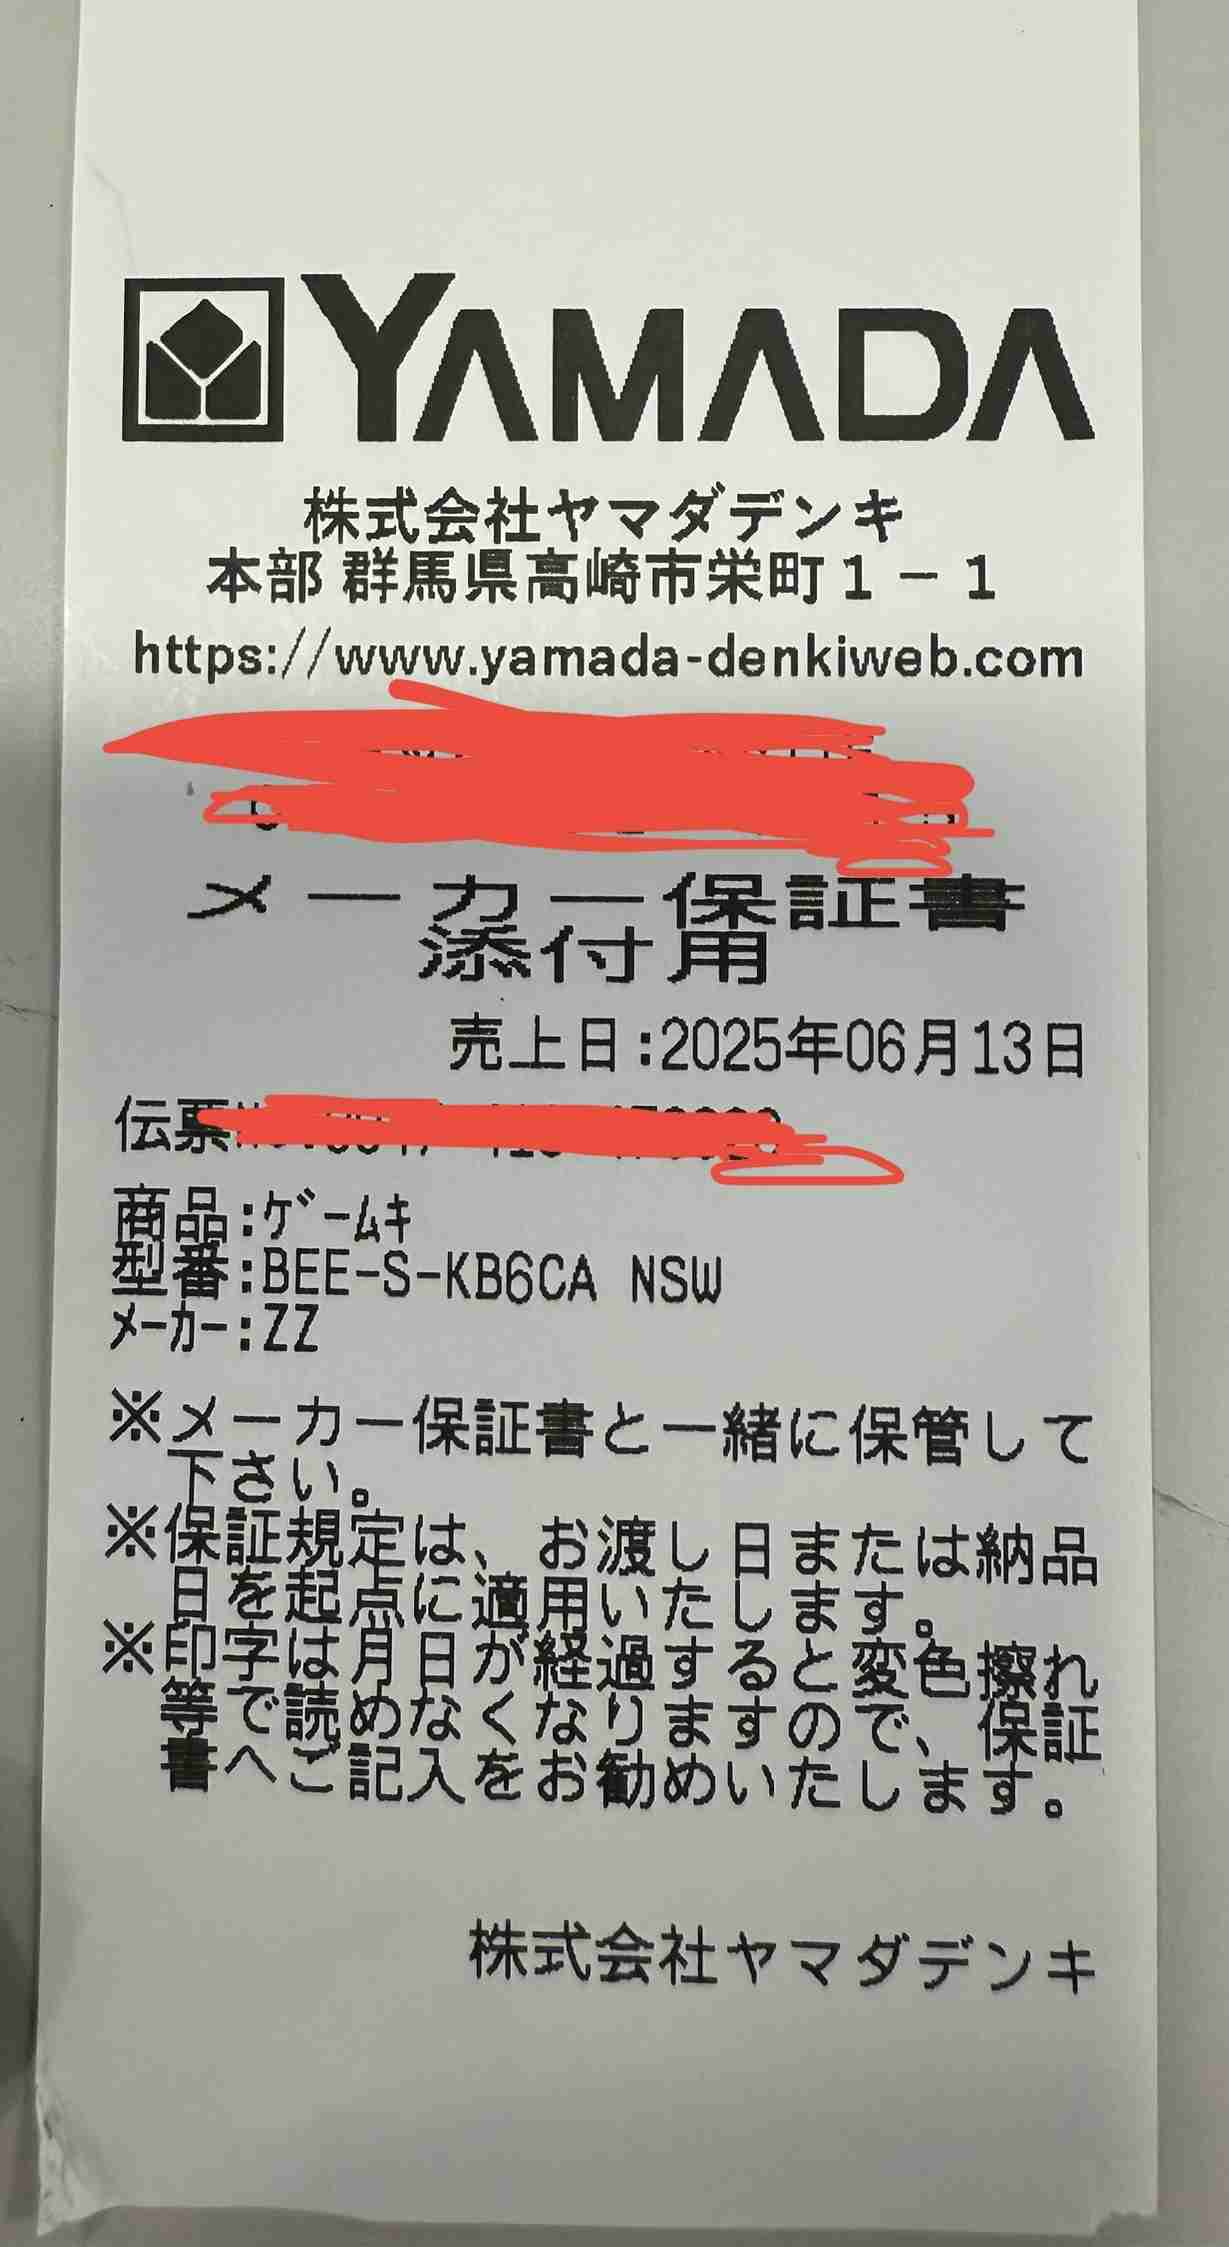 YAMADA
株式会社ヤマダデンキ
本部 群馬県高崎市栄町1-1
https://www.yamada-denkiweb.com
メーカー保証書
添付用
売上日:2025年06月13日
伝票
商品:ゲームキ
型番:BEE-S-KB6CA NSW
メーカー:ZZ
※メーカー保証書と一緒に保管して
下さい。
※保証規定は、お渡し日または納品
日を起点に適用いたします。
※印字は月日が経過すると変色擦れ
等で読めなくなりますので、保証
書へご記入をお勧めいたします。
株式会社ヤマダデンキ